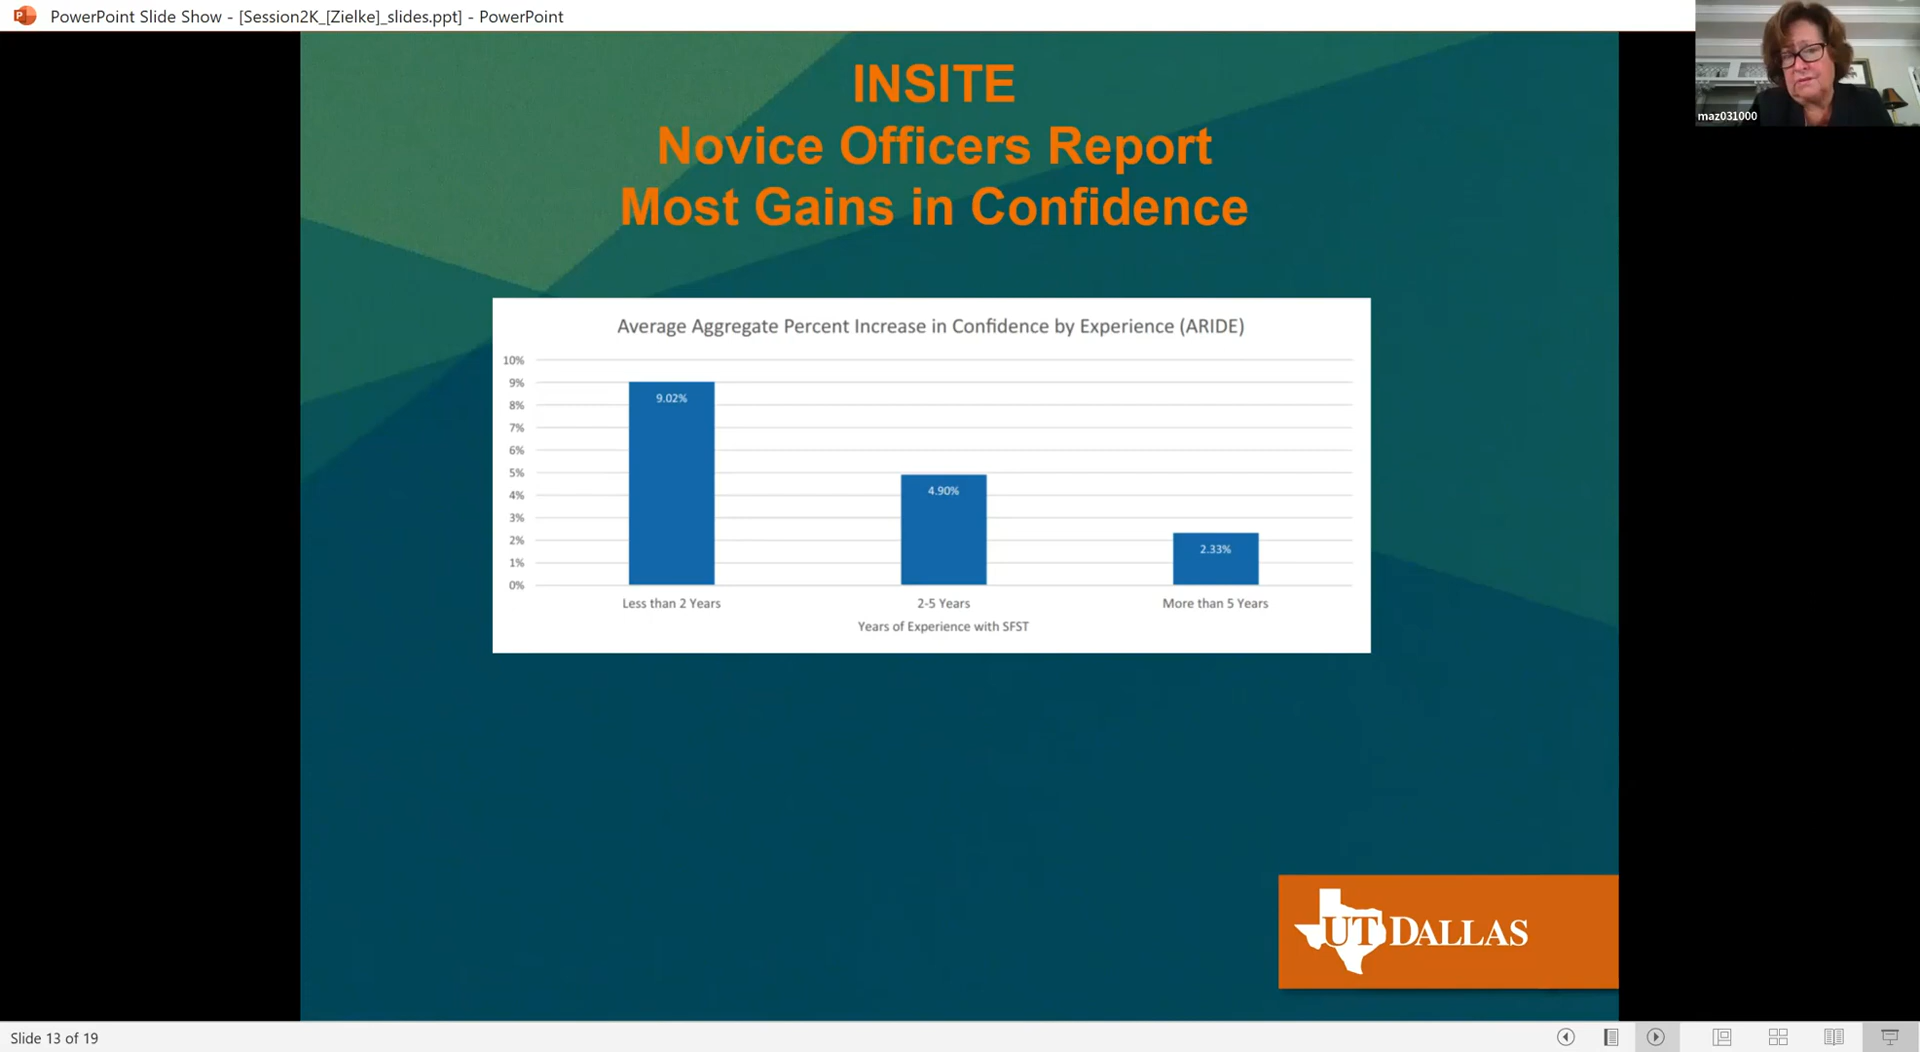 PowerPoint Slide Show - [Session2K_[Zielke]_slides.ppt] - PowerPoint
maz031000
INSITE
Novice Officers Report
Most Gains in Confidence
Average Aggregate Percent Increase in Confidence by Experience (ARIDE)
10%
9%
8%
7%
6%
5%
4%
3%
2%
1%
0%
9.02%
4.90%
2.33%
Less than 2 Years
2-5 Years
More than 5 Years
Years of Experience with SFST
UT DALLAS
Slide 13 of 19